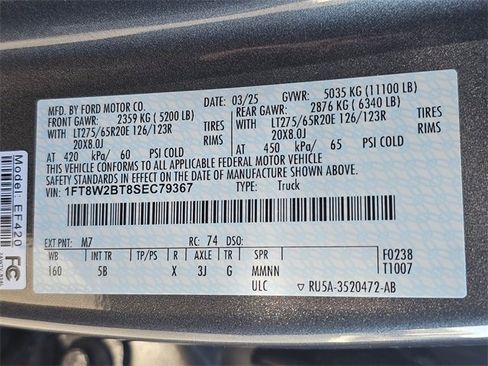 MFD. BY FORD MOTOR CO.
03/25 GVWR: 5035 KG (11100 LB)
FRONT GAWR: 2359 KG ( 5200 LB)
REAR GAWR: 2876 KG ( 6340 LB)
WITH LT275/65R20E 126/123R TIRES
WITH LT275/65R20E 126/123R TIRES
20X8.0J RIMS
20X8.0J RIMS
AT 420 kPa/ 60 PSI COLD
AT 450 kPa/ 65 PSI COLD
THIS VEHICLE CONFORMS TO ALL APPLICABLE FEDERAL MOTOR VEHICLE
SAFETY STANDARDS IN EFFECT ON THE DATE OF MANUFACTURE SHOWN ABOVE.
VIN: 1FT8W2BT8SEC79367
TYPE: Truck
EXT PNT: M7 RC: 74 DSO:
WB INT TR TP/PS R AXLE TR SPR
160 5B X 3J G MMNN
ULC
F0238
T1007
▽ RU5A-3520472-AB
Model: EF420
FC